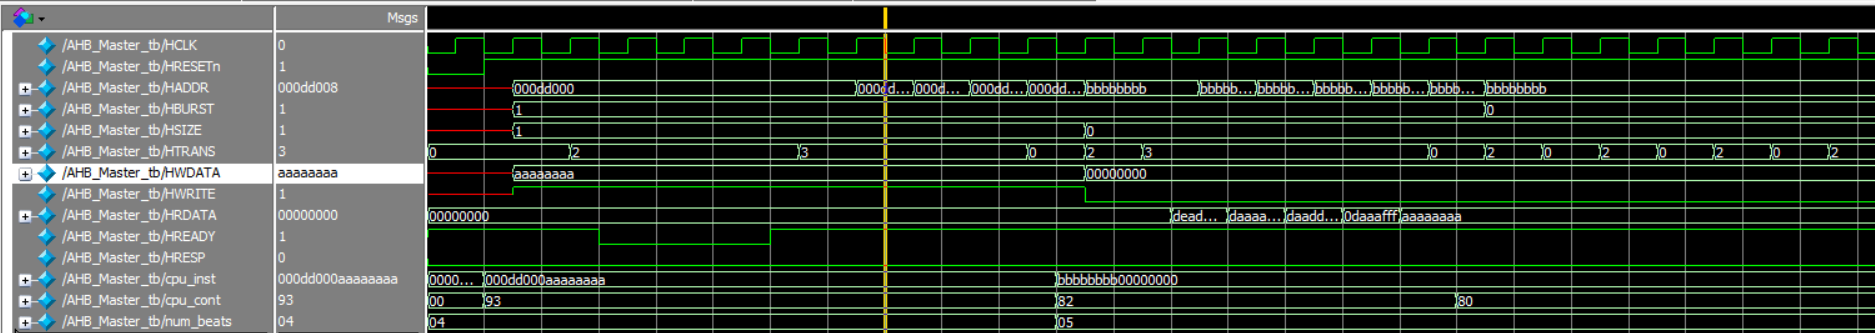 Msgs
/AHB_Master_tb/HCLK 0
/AHB_Master_tb/HRESETn 1
/AHB_Master_tb/HADDR 000dd008 000dd000 000dd... 000d... 000dd... 000dd... bbbbbbbb bbbbb... bbbbb... bbbbb... bbbbb... bbbb... bbbbbbbb
/AHB_Master_tb/HBURST 1 1 0
/AHB_Master_tb/HSIZE 1 1 0
/AHB_Master_tb/HTRANS 3 0 2 3 0 2 3 0 2 0 2 0 2 0 2
/AHB_Master_tb/HWDATA aaaaaaaa aaaaaaaa 00000000
/AHB_Master_tb/HWRITE 1
/AHB_Master_tb/HRDATA 00000000 00000000 dead... daaaa... daadd... 0daaafff aaaaaaaa
/AHB_Master_tb/HREADY 1
/AHB_Master_tb/HRESP 0
/AHB_Master_tb/cpu_inst 000dd000aaaaaaaa 0000... 000dd000aaaaaaaa bbbbbbbb00000000
/AHB_Master_tb/cpu_cont 93 00 93 82 80
/AHB_Master_tb/num_beats 04 04 05